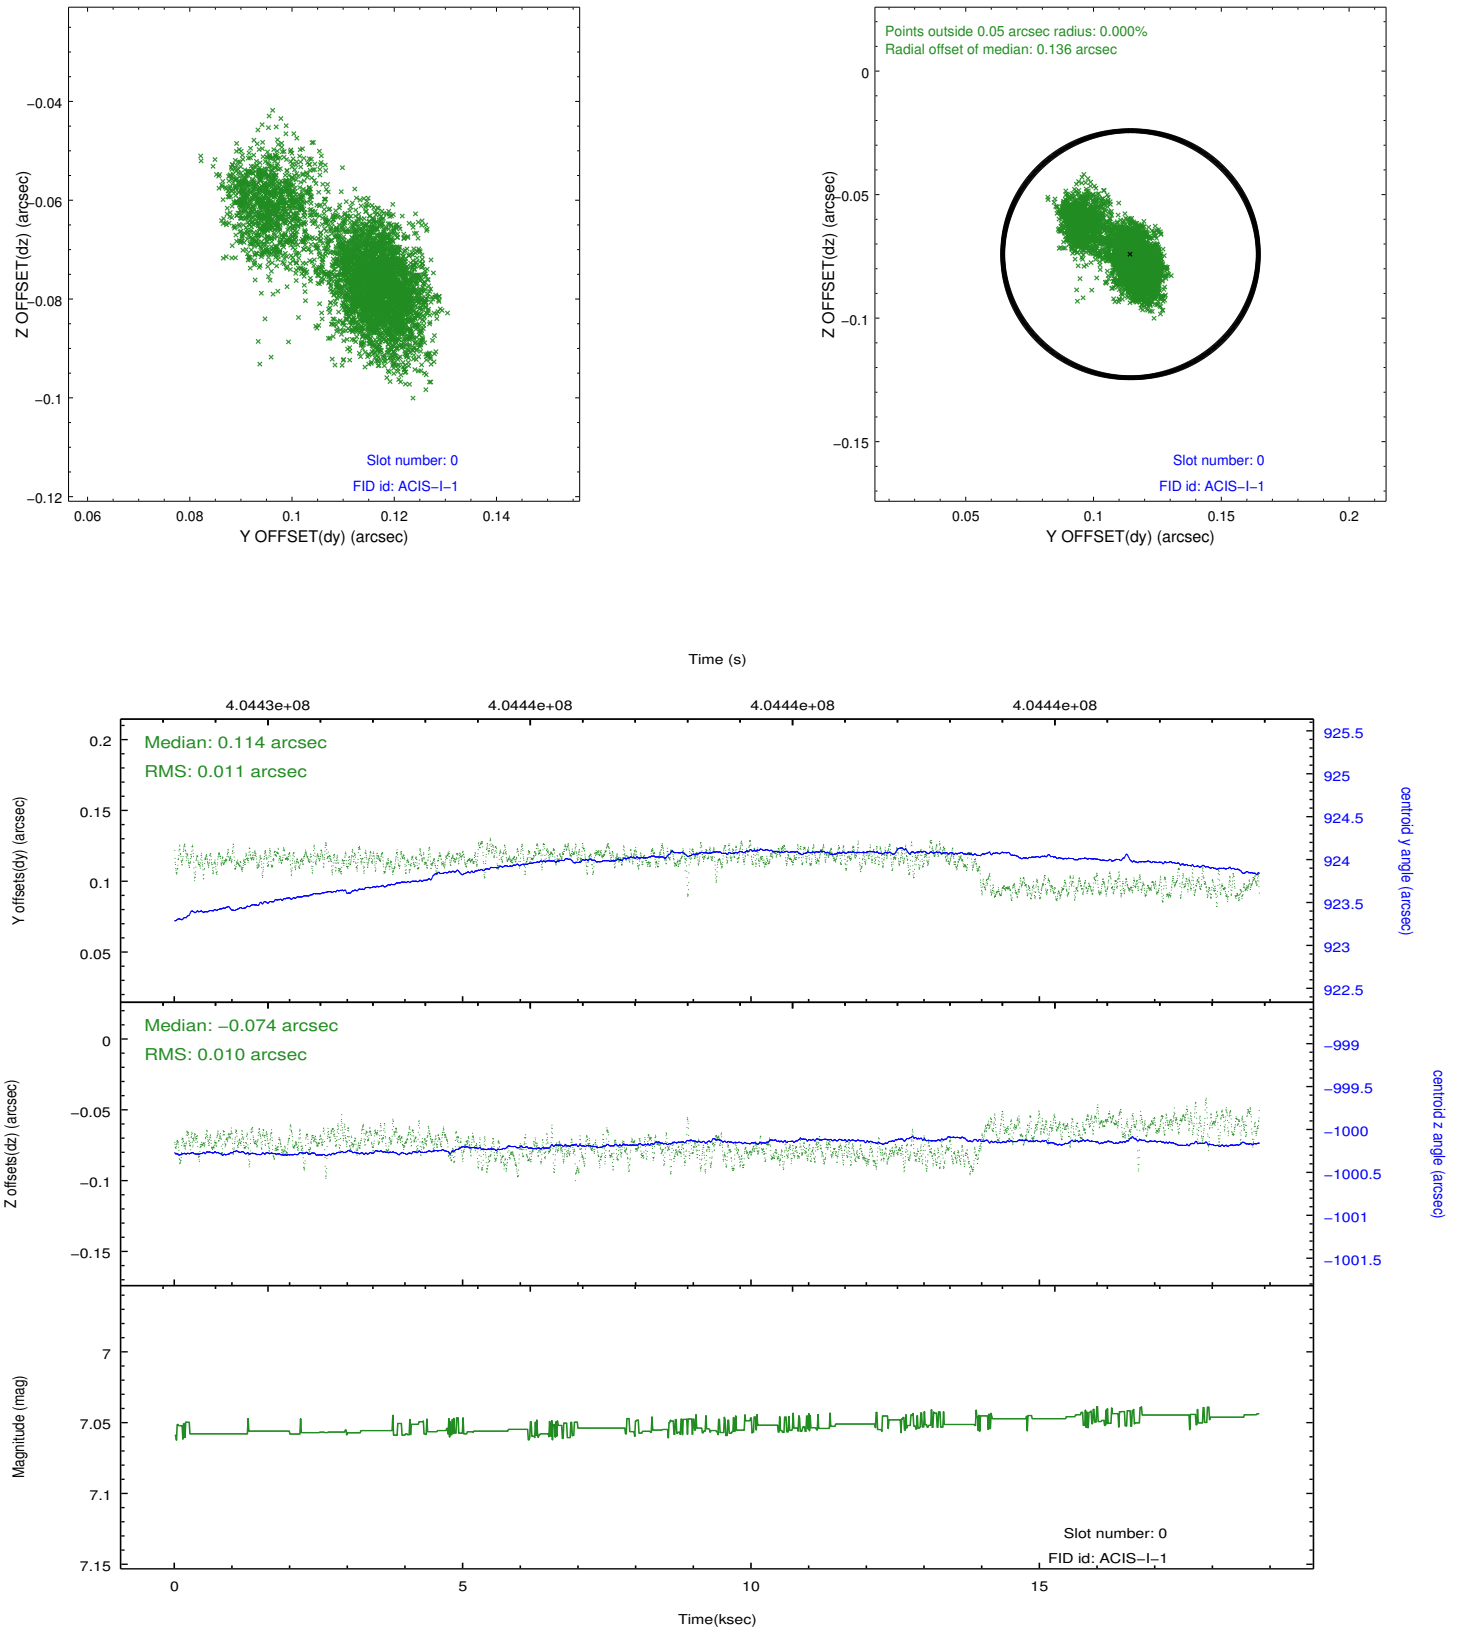 −0.04
−0.06
−0.08
−0.1
−0.12
Z OFFSET(dz) (arcsec)
Slot number: 0
FID id: ACIS−I−1
0.06
0.08
0.1
0.12
0.14
Y OFFSET(dy) (arcsec)
Points outside 0.05 arcsec radius: 0.000%
Radial offset of median: 0.136 arcsec
0
−0.05
−0.1
−0.15
Z OFFSET(dz) (arcsec)
Slot number: 0
FID id: ACIS−I−1
0.05
0.1
0.15
0.2
Y OFFSET(dy) (arcsec)
Time (s)
4.0443e+08
4.0444e+08
4.0444e+08
4.0444e+08
Median: 0.114 arcsec
RMS: 0.011 arcsec
0.2
0.15
0.1
0.05
Y offsets(dy) (arcsec)
925.5
925
924.5
924
923.5
923
922.5
centroid y angle (arcsec)
Median: −0.074 arcsec
RMS: 0.010 arcsec
0
−0.05
−0.1
−0.15
Z offsets(dz) (arcsec)
−999
−999.5
−1000
−1000.5
−1001
−1001.5
centroid z angle (arcsec)
7
7.05
7.1
7.15
Magnitude (mag)
Slot number: 0
FID id: ACIS−I−1
0
5
10
15
Time(ksec)